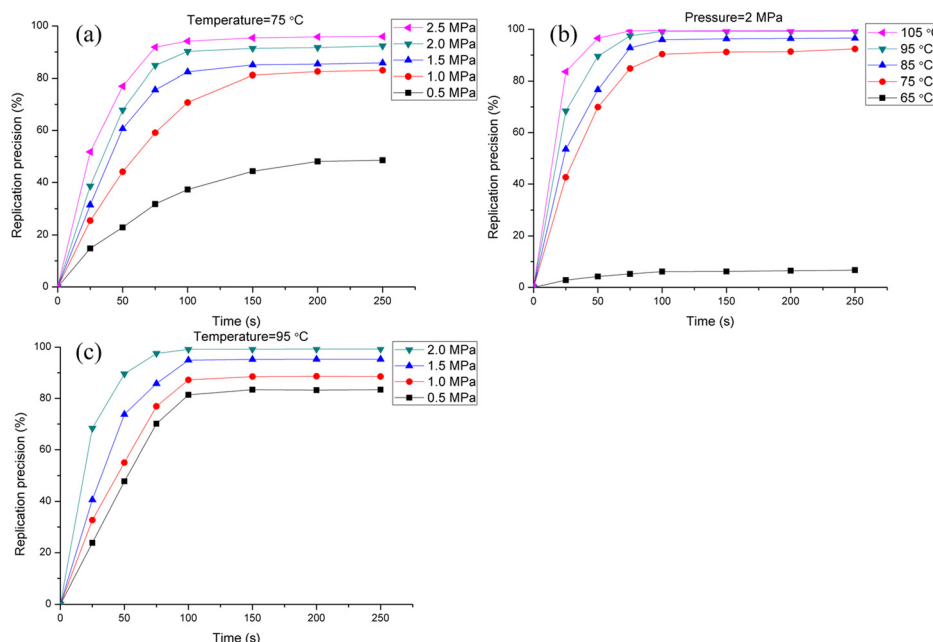 (a)
Temperature=75 °C
2.5 MPa
2.0 MPa
1.5 MPa
1.0 MPa
0.5 MPa
Replication precision (%)
100
80
60
40
20
0
0 50 100 150 200 250
Time (s)
(b)
Pressure=2 MPa
105 °C
95 °C
85 °C
75 °C
65 °C
Replication precision (%)
100
80
60
40
20
0
0 50 100 150 200 250
Time (s)
(c)
Temperature=95 °C
2.0 MPa
1.5 MPa
1.0 MPa
0.5 MPa
Replication precision (%)
100
80
60
40
20
0
0 50 100 150 200 250
Time (s)